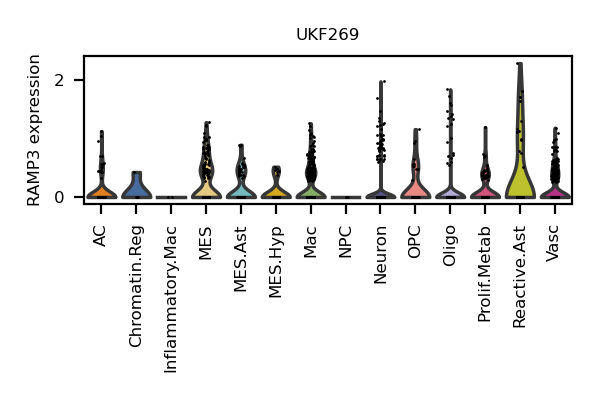 UKF269
RAMP3 expression
2
0
AC
Chromatin.Reg
Inflammatory.Mac
MES
MES.Ast
MES.Hyp
Mac
NPC
Neuron
OPC
Oligo
Prolif.Metab
Reactive.Ast
Vasc